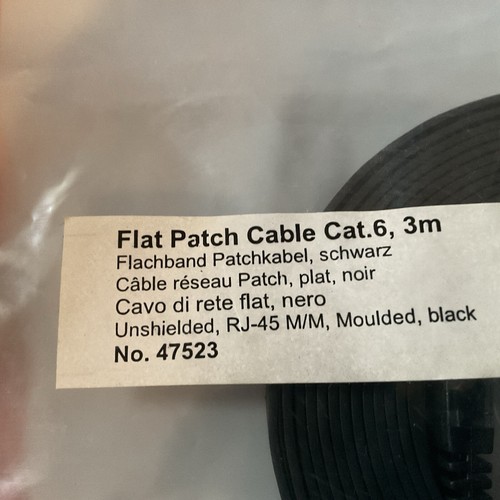 Flat Patch Cable Cat.6, 3m
Flachband Patchkabel, schwarz
Câble réseau Patch, plat, noir
Cavo di rete flat, nero
Unshielded, RJ-45 M/M, Moulded, black
No. 47523